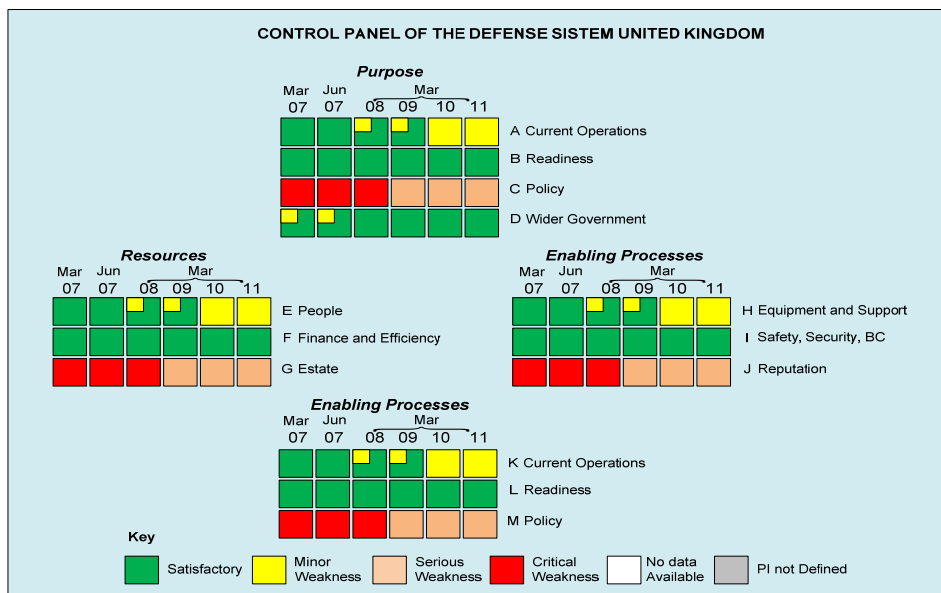 CONTROL PANEL OF THE DEFENSE SISTEM UNITED KINGDOM
Purpose
Mar Jun Mar
07 07 08 09 10 11
A Current Operations
B Readiness
C Policy
D Wider Government
Resources
Mar Jun Mar
07 07 08 09 10 11
E People
F Finance and Efficiency
G Estate
Enabling Processes
Mar Jun Mar
07 07 08 09 10 11
H Equipment and Support
I Safety, Security, BC
J Reputation
Enabling Processes
Mar Jun Mar
07 07 08 09 10 11
K Current Operations
L Readiness
M Policy
Key
Satisfactory
Minor
Weakness
Serious
Weakness
Critical
Weakness
No data
Available
PI not Defined